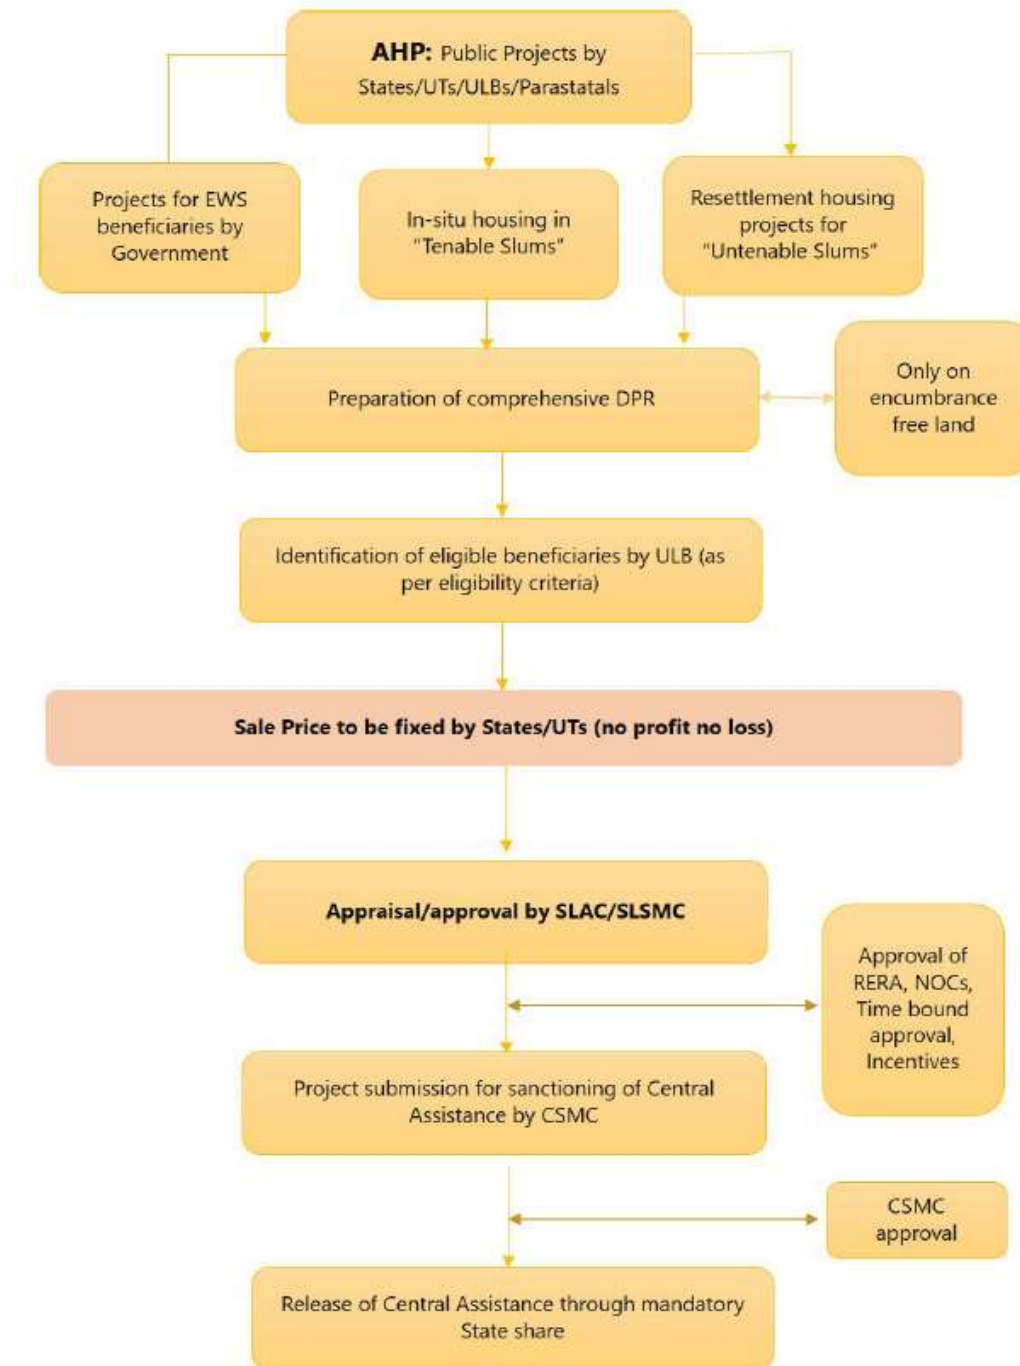 AHP: Public Projects by
States/UTs/ULBs/Parastatals
Projects for EWS
beneficiaries by
Government
In-situ housing in
"Tenable Slums"
Resettlement housing
projects for
"Untenable Slums"
Preparation of comprehensive DPR
Only on
encumbrance
free land
Identification of eligible beneficiaries by ULB (as
per eligibility criteria)
Sale Price to be fixed by States/UTs (no profit no loss)
Appraisal/approval by SLAC/SLSMC
Approval of
RERA, NOCs,
Time bound
approval,
Incentives
Project submission for sanctioning of Central
Assistance by CSMC
CSMC
approval
Release of Central Assistance through mandatory
State share